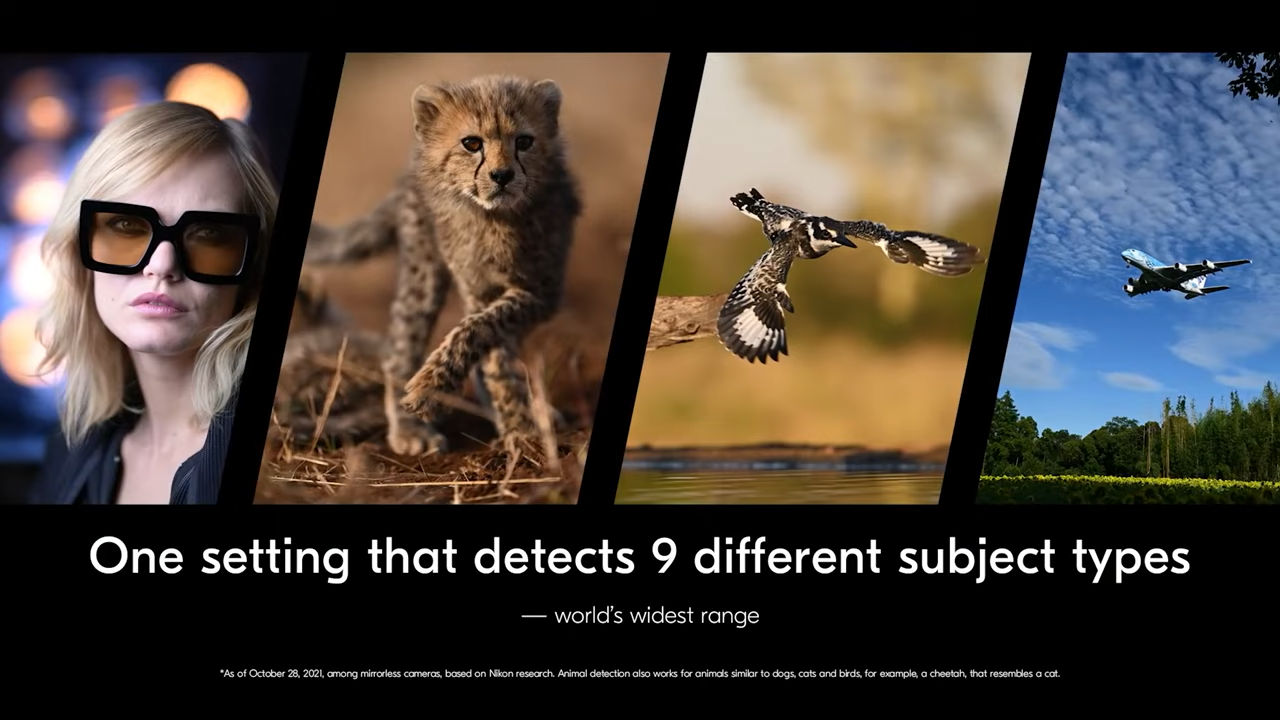 One setting that detects 9 different subject types
— world's widest range
*As of October 28, 2021, among mirrorless cameras, based on Nikon research. Animal detection also works for animals similar to dogs, cats and birds, for example, a cheetah, that resembles a cat.